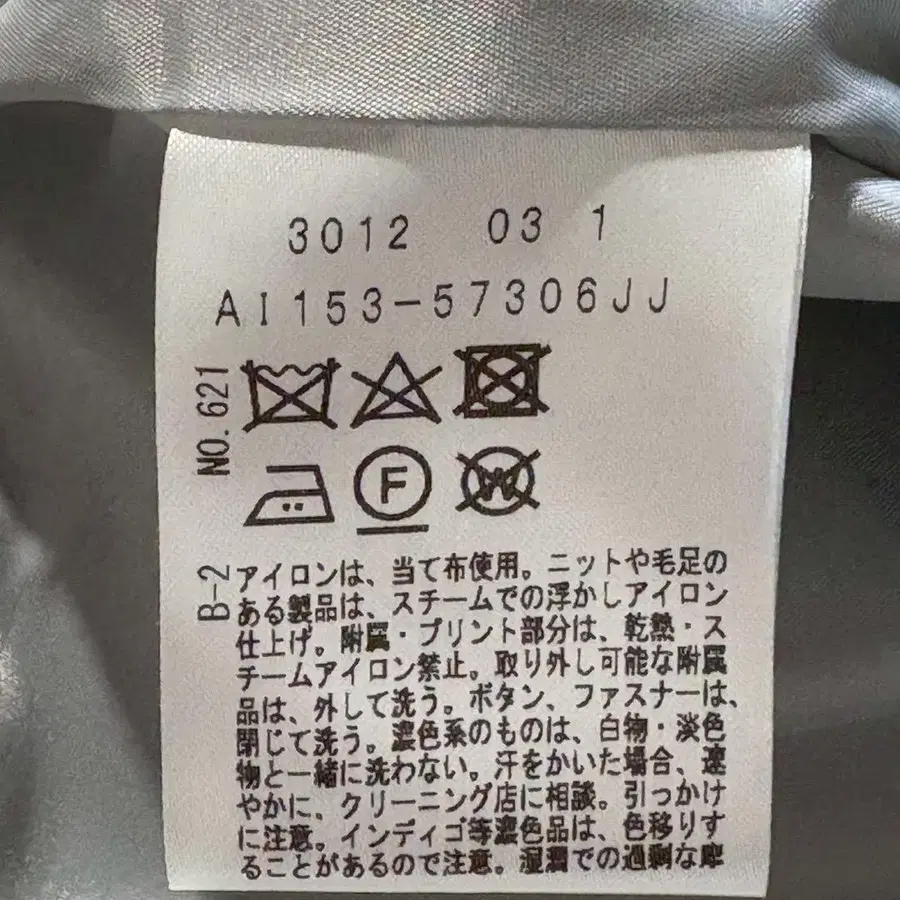 3012 03 1
AI153-57306JJ
NO.621
F
W
B-2
アイロンは、当て布使用。ニットや毛足の
ある製品は、スチームでの浮かしアイロン
仕上げ。附属・プリント部分は、乾熱・ス
チームアイロン禁止。取り外し可能な附属
品は、外して洗う。ボタン、ファスナーは、
閉じて洗う。濃色系のものは、白物・淡色
物と一緒に洗わない。汗をかいた場合、速
やかに、クリーニング店に相談。引っかけ
に注意。インディゴ等濃色品は、色移りす
ることがあるので注意。湿潤での過剰な摩